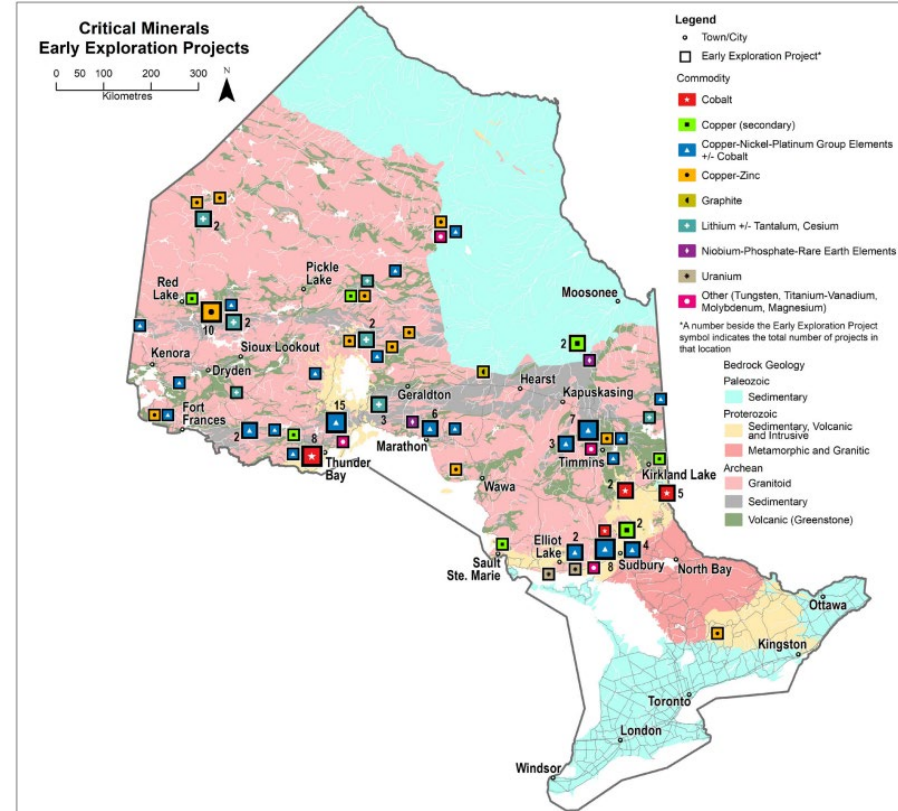 Critical Minerals
Early Exploration Projects
0 50 100 200 300
Kilometres
N
Legend
Town/City
Early Exploration Project*
Commodity
Cobalt
Copper (secondary)
Copper-Nickel-Platinum Group Elements
+/- Cobalt
Copper-Zinc
Graphite
Lithium +/- Tantalum, Cesium
Niobium-Phosphate-Rare Earth Elements
Uranium
Other (Tungsten, Titanium-Vanadium,
Molybdenum, Magnesium)
*A number beside the Early Exploration Project
symbol indicates the total number of projects in
that location
Bedrock Geology
Paleozoic
Sedimentary
Proterozoic
Sedimentary, Volcanic
and Intrusive
Metamorphic and Granitic
Archean
Granitoid
Sedimentary
Volcanic (Greenstone)
2
Pickle
Lake
Red
Lake
Moosonee
10
2
2
2
Sioux Lookout
Kenora
Dryden
Geraldton
Hearst
Kapuskasing
Fort
Frances
15
3
6
7
2
8
Marathon
3
Timmins
Thunder
Bay
Kirkland Lake
Wawa
2
5
2
Elliot
Lake
2
4
Sault
Ste. Marie
8
Sudbury
North Bay
Ottawa
Kingston
Toronto
London
Windsor